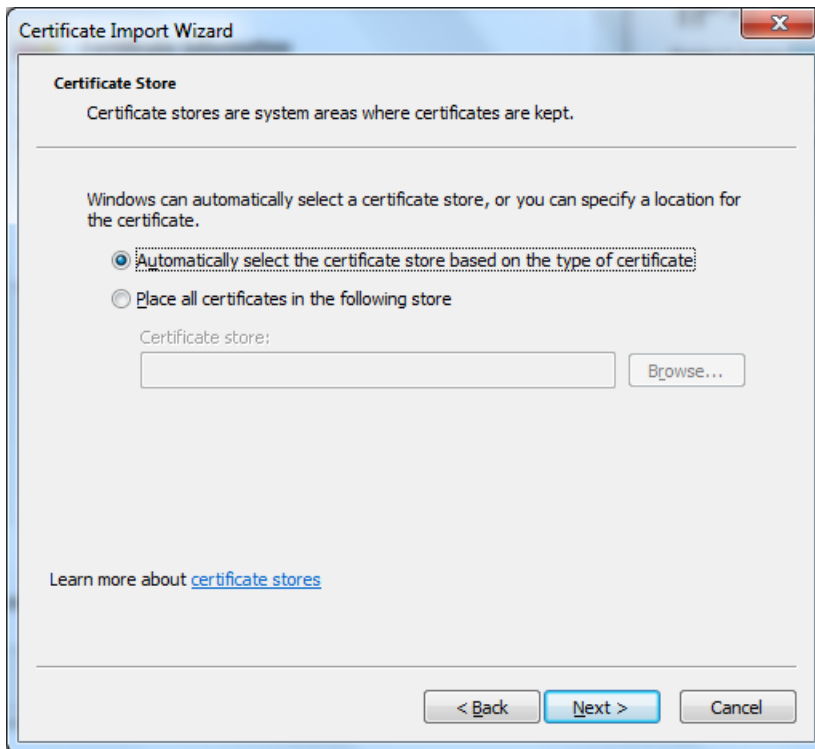 Certificate Import Wizard
Certificate Store
Certificate stores are system areas where certificates are kept.
Windows can automatically select a certificate store, or you can specify a location for
the certificate.
Automatically select the certificate store based on the type of certificate
Place all certificates in the following store
Certificate store:
Browse...
Learn more about certificate stores
< Back Next > Cancel